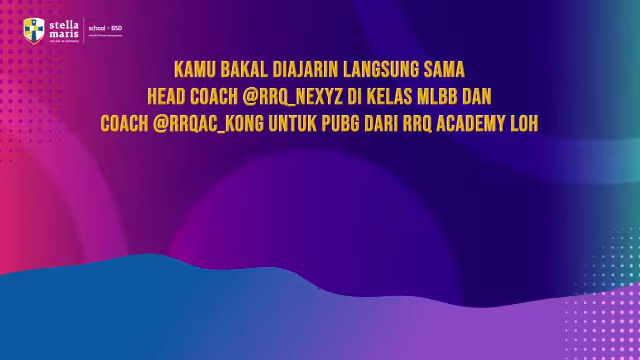 stella
maris
school • BSD
KAMU BAKAL DIAJARIN LANGSUNG SAMA
HEAD COACH @RRQ_NEXYZ DI KELAS MLBB DAN
COACH @RRQAC_KONG UNTUK PUBG DARI RRQ ACADEMY LOH